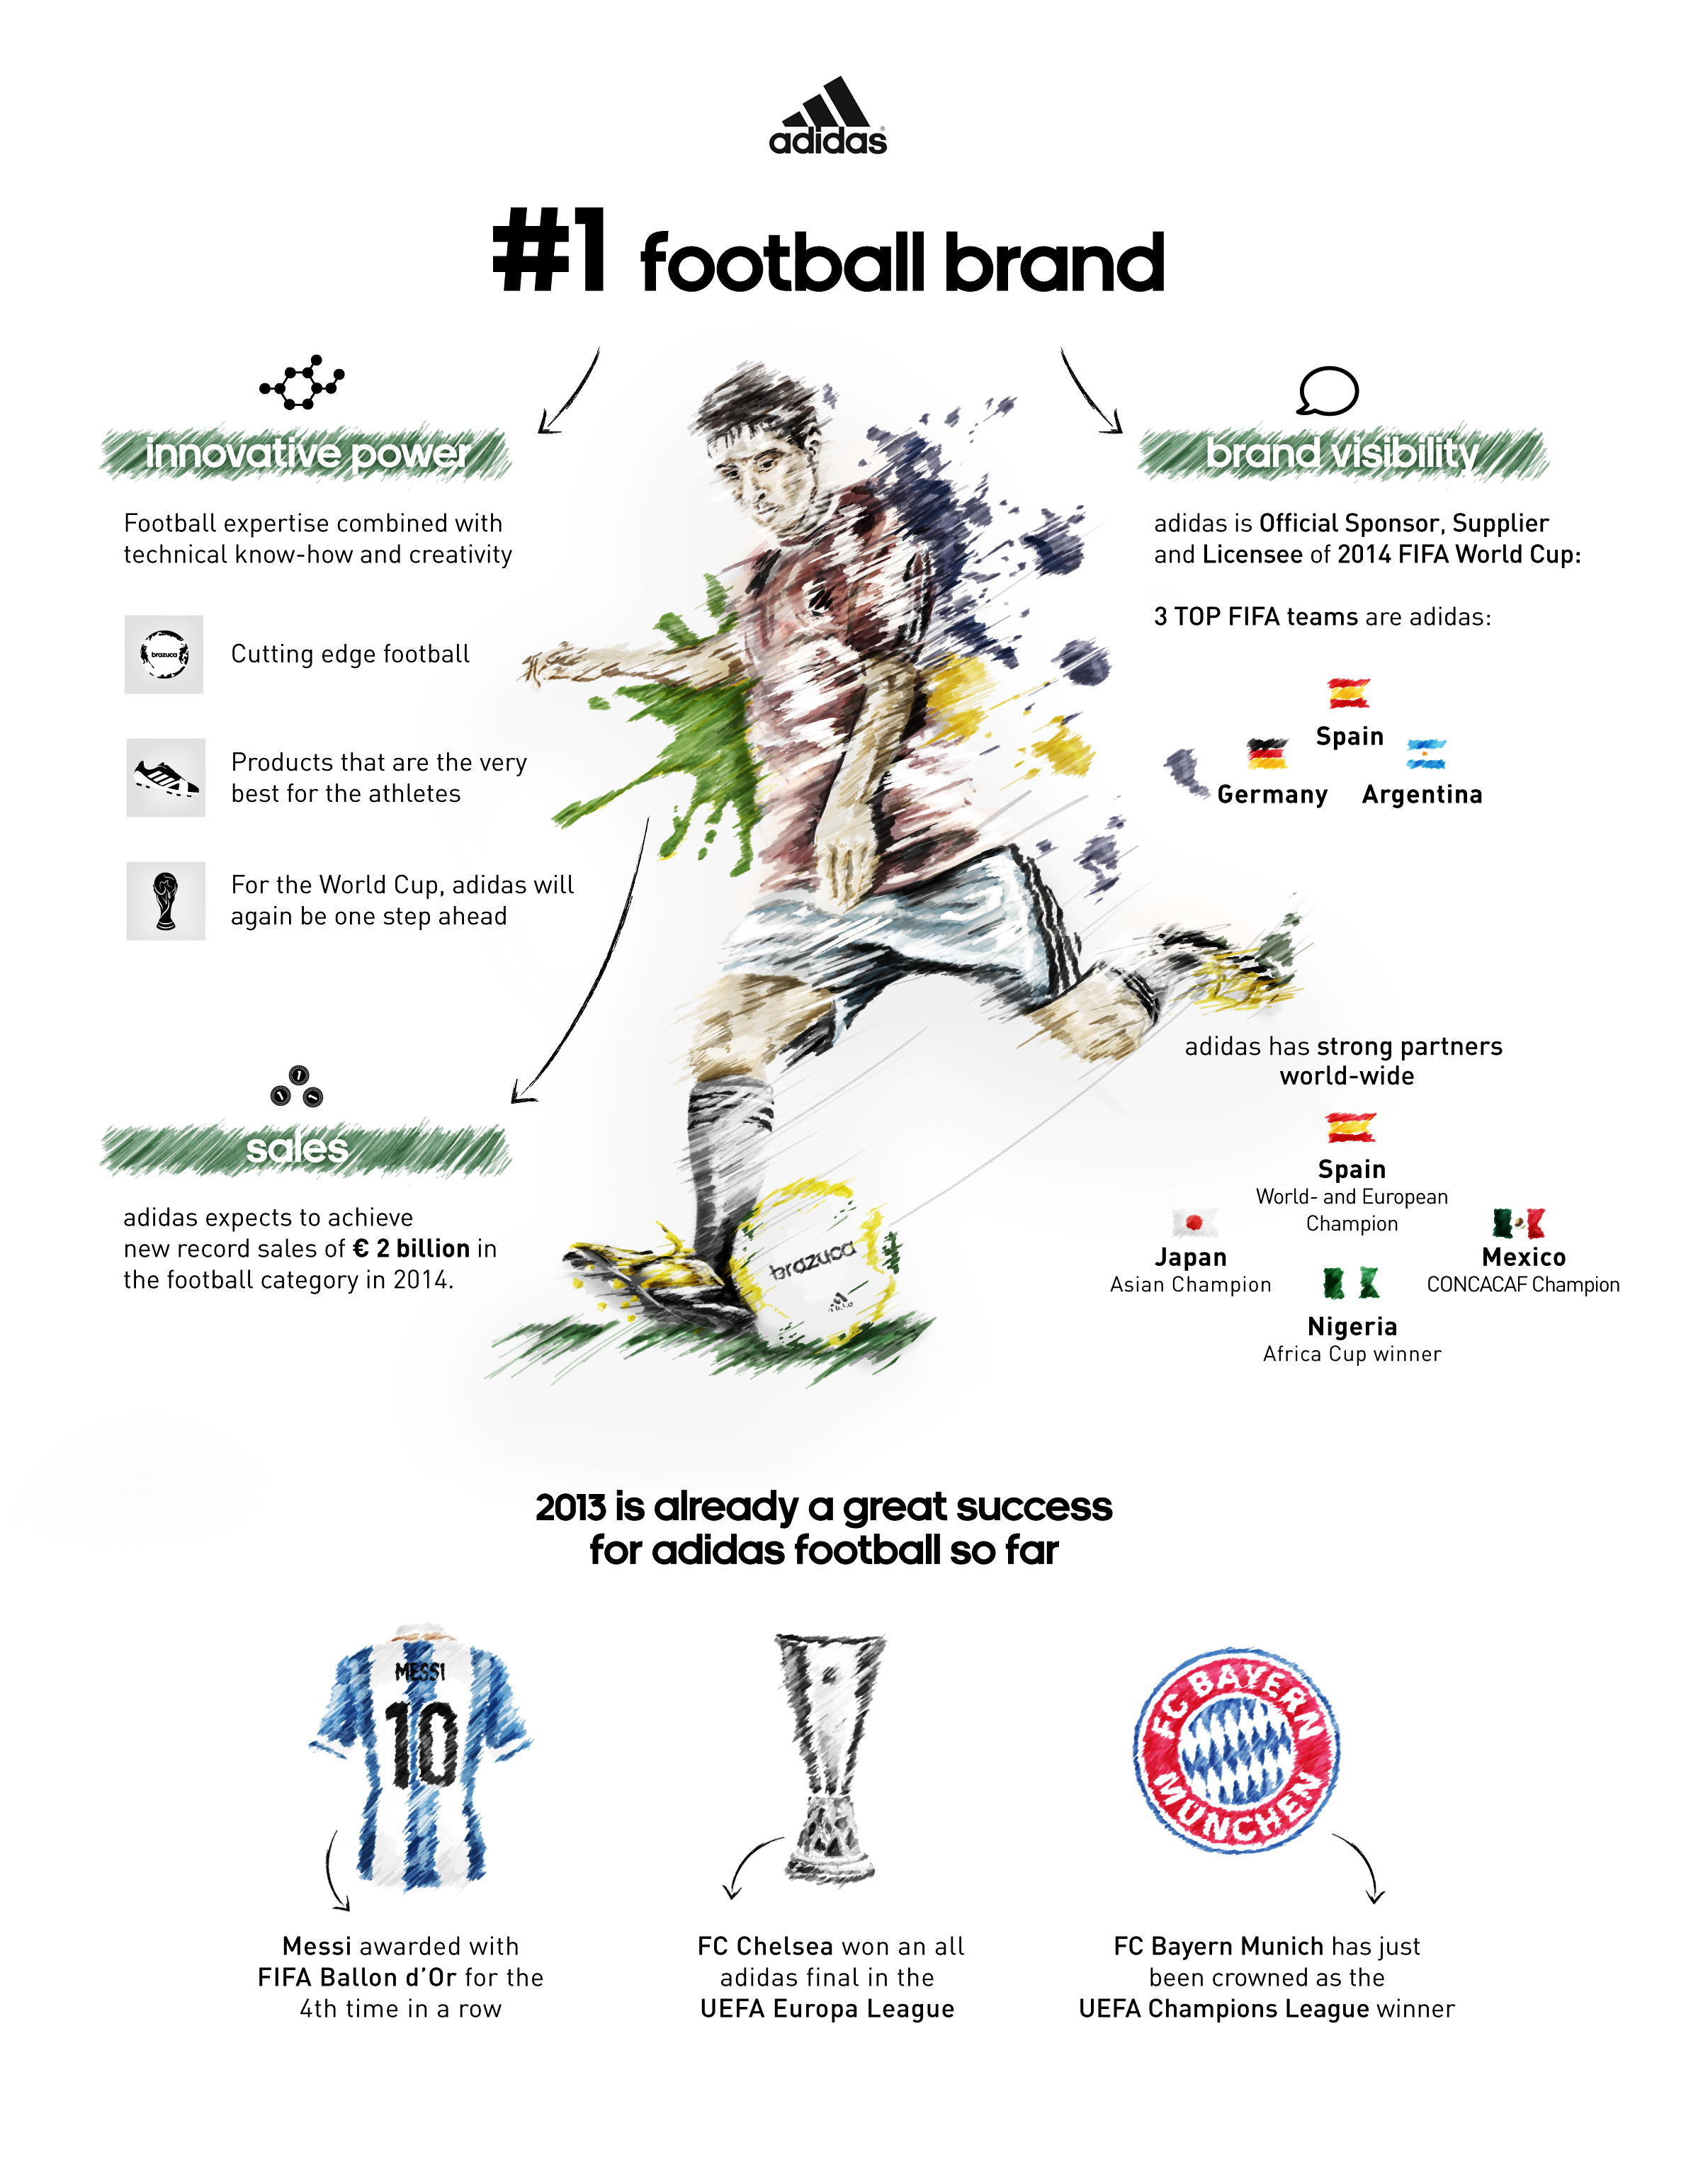 adidas
#1 football brand
innovative power
Football expertise combined with
technical know-how and creativity
brazuca
Cutting edge football
Products that are the very
best for the athletes
For the World Cup, adidas will
again be one step ahead
sales
adidas expects to achieve
new record sales of € 2 billion in
the football category in 2014.
brand visibility
adidas is Official Sponsor, Supplier
and Licensee of 2014 FIFA World Cup:
3 TOP FIFA teams are adidas:
Spain
Germany
Argentina
adidas has strong partners
world-wide
Spain
World- and European
Champion
Japan
Asian Champion
Mexico
CONCACAF Champion
Nigeria
Africa Cup winner
brazuca
2013 is already a great success
for adidas football so far
MESSI
10
Messi awarded with
FIFA Ballon d’Or for the
4th time in a row
FC Chelsea won an all
adidas final in the
UEFA Europa League
FC BAYERN
MÜNCHEN
FC Bayern Munich has just
been crowned as the
UEFA Champions League winner